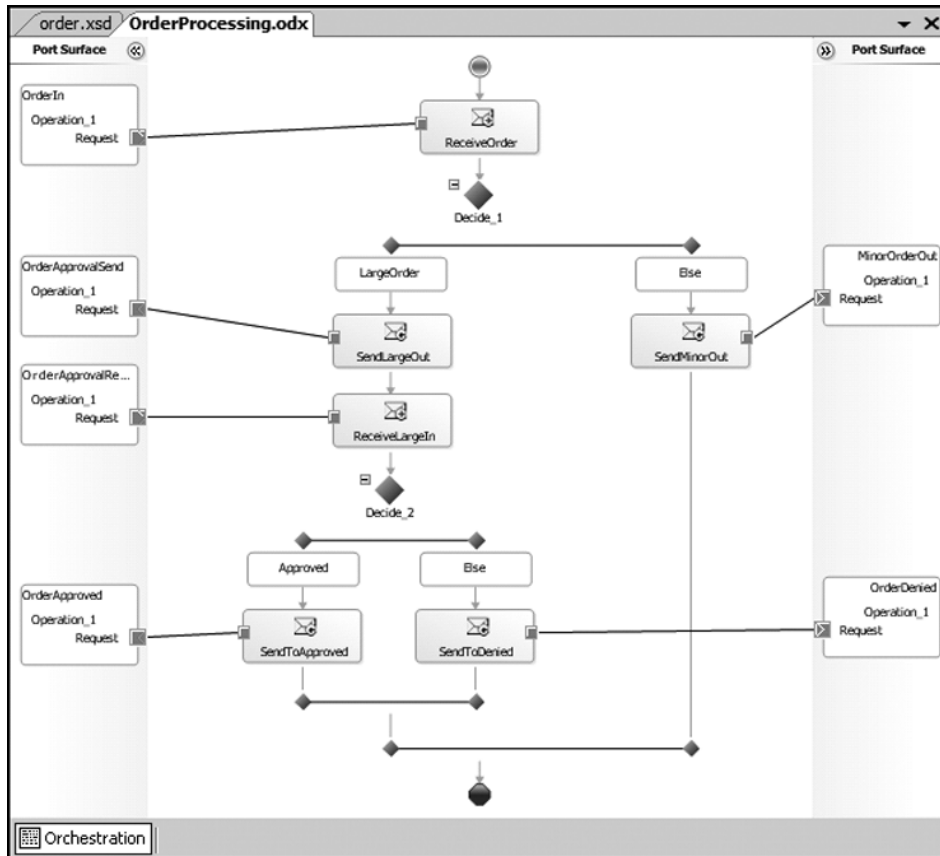 order.xsd OrderProcessing.odx
Port Surface Port Surface
OrderIn
Operation_1
Request
ReceiveOrder
Decide_1
OrderApprovalSend
Operation_1
Request
LargeOrder
Else
MinorOrderOut
Operation_1
Request
SendLargeOut
SendMinorOut
OrderApprovalRe...
Operation_1
Request
ReceiveLargeIn
Decide_2
Approved
Else
OrderApproved
Operation_1
Request
SendToApproved
SendToDenied
OrderDenied
Operation_1
Request
Orchestration